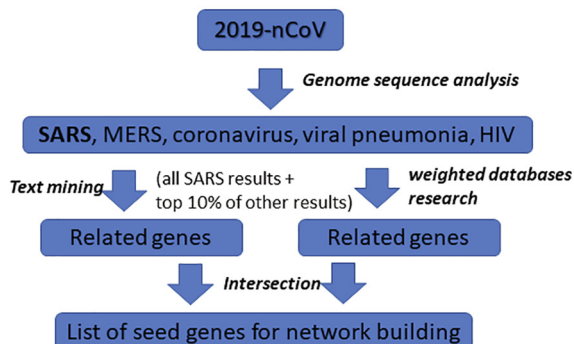 2019-nCoV
Genome sequence analysis
SARS, MERS, coronavirus, viral pneumonia, HIV
Text mining
(all SARS results +
top 10% of other results)
weighted databases
research
Related genes
Related genes
Intersection
List of seed genes for network building